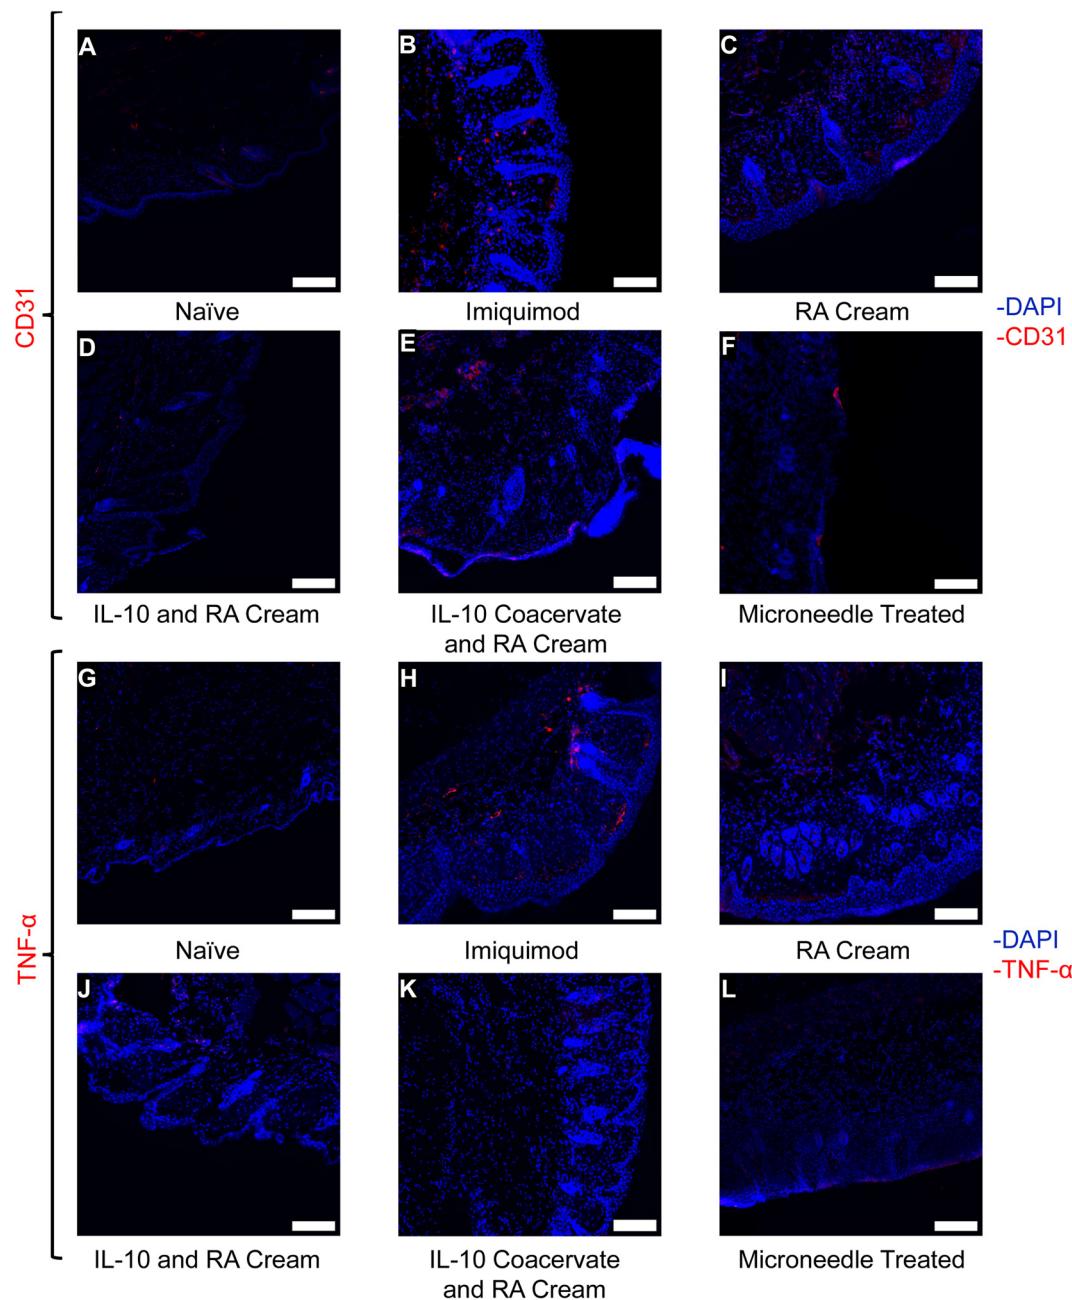 CD31
A
B
C
Naïve
Imiquimod
RA Cream
-DAPI
-CD31
D
E
F
IL-10 and RA Cream
IL-10 Coacervate
and RA Cream
Microneedle Treated
TNF-α
G
H
I
Naïve
Imiquimod
RA Cream
-DAPI
-TNF-α
J
K
L
IL-10 and RA Cream
IL-10 Coacervate
and RA Cream
Microneedle Treated